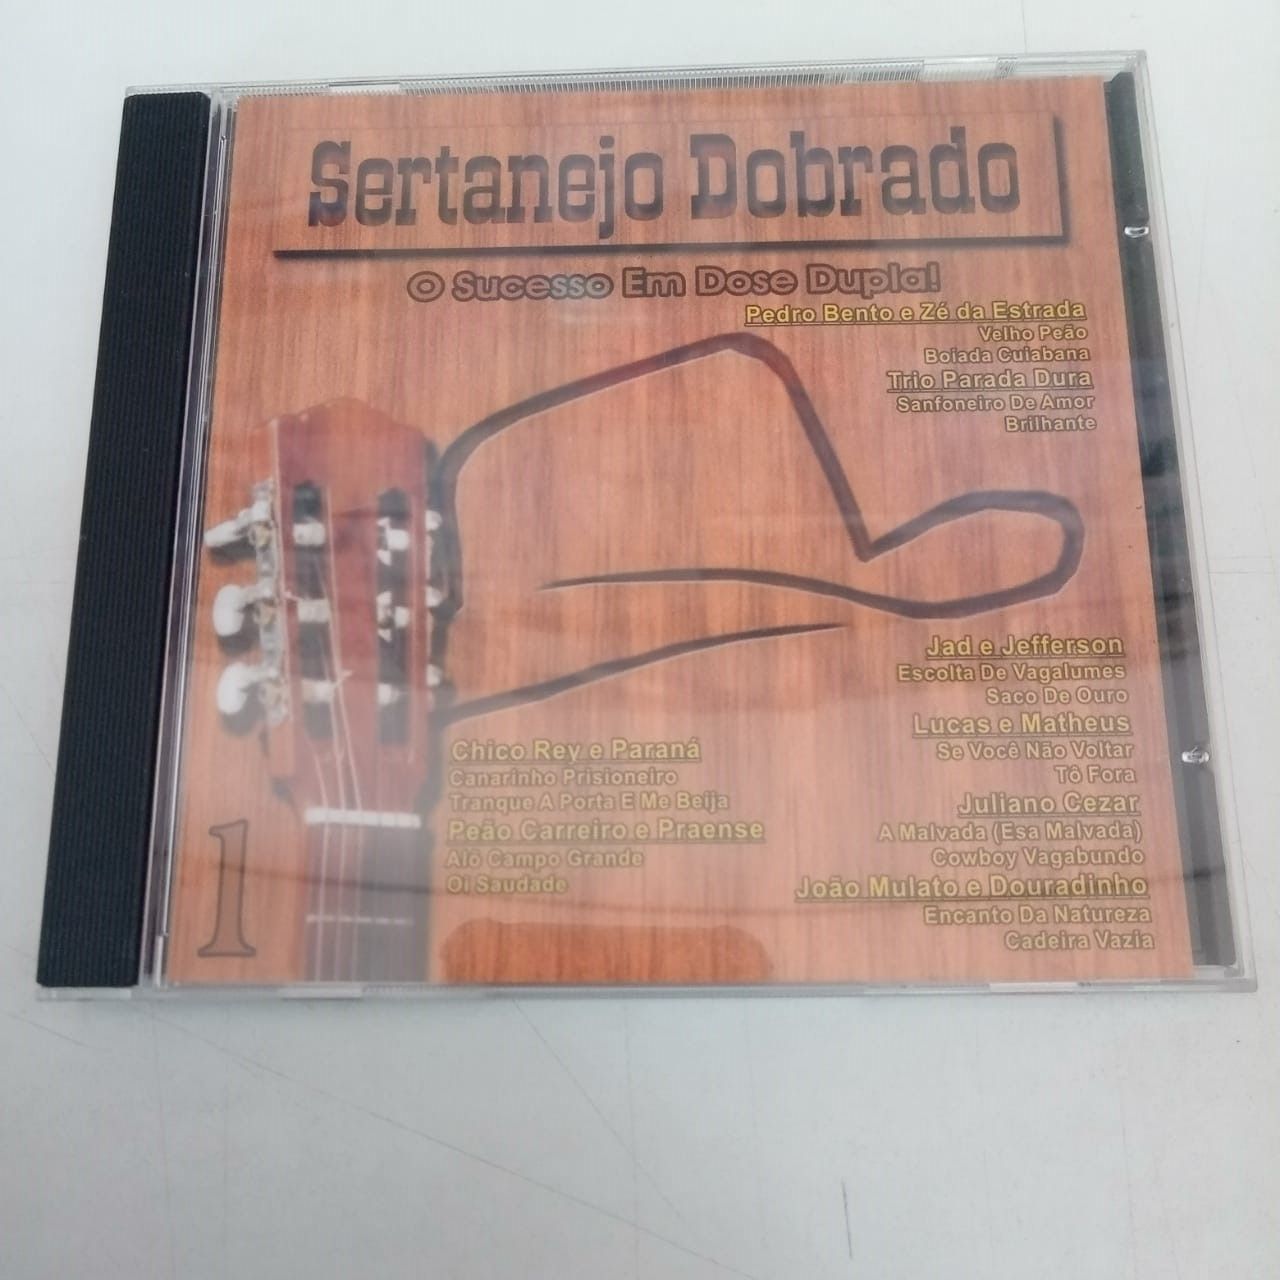 Sertanejo Dobrado
O Sucesso Em Dose Dupla!
Pedro Bento e Zé da Estrada
Velho Peão
Boiada Cuiabana
Trio Parada Dura
Sanfoneiro De Amor
Brilhante
Jad e Jefferson
Escolta De Vagalumes
Saco De Ouro
Lucas e Matheus
Se Você Não Voltar
Tô Fora
Juliano Cezar
A Malvada (Esa Malvada)
Cowboy Vagabundo
João Mulato e Douradinho
Encanto Da Natureza
Cadeira Vazia
Chico Rey e Paraná
Canarinho Prisioneiro
Tranque A Porta E Me Beija
Peão Carreiro e Praense
Alô Campo Grande
Oi Saudade
1